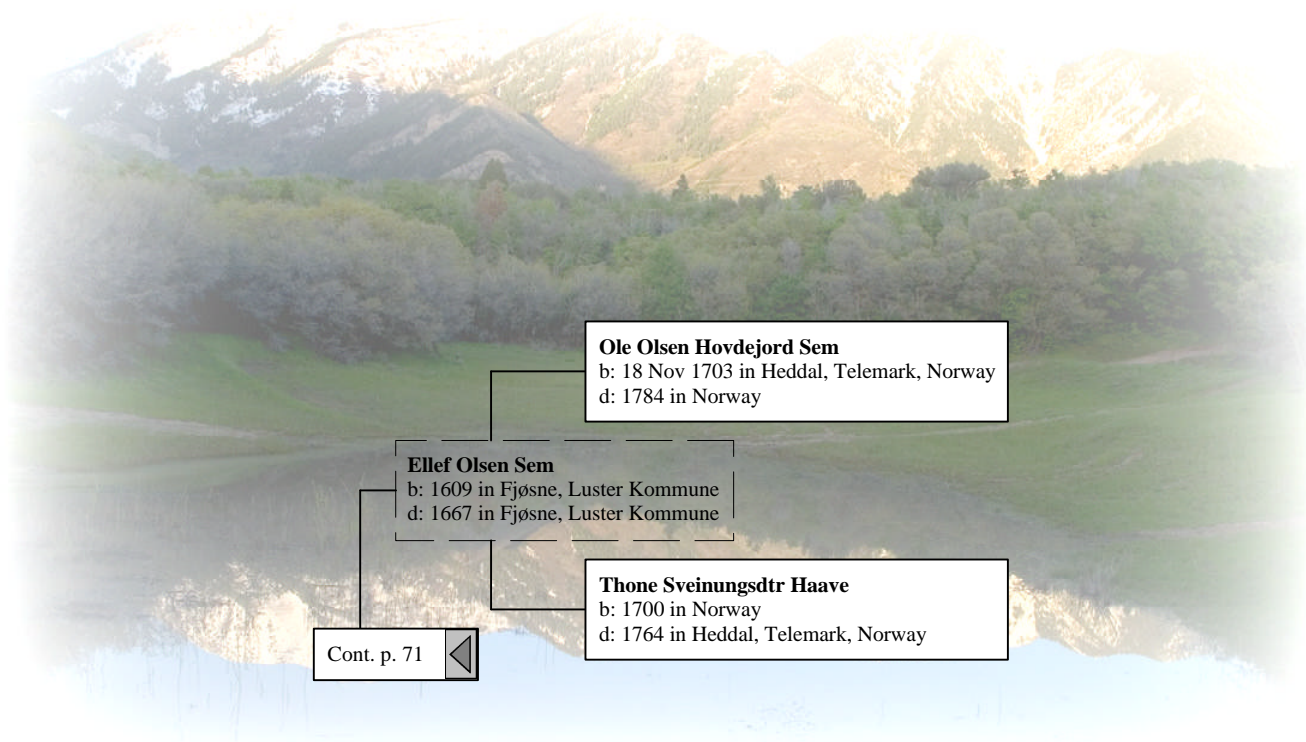 Ole Olsen Hovdejord Sem
b: 18 Nov 1703 in Heddal, Telemark, Norway
d: 1784 in Norway
Ellef Olsen Sem
b: 1609 in Fjøsne, Luster Kommune
d: 1667 in Fjøsne, Luster Kommune
Thone Sveinungsdtr Haave
b: 1700 in Norway
d: 1764 in Heddal, Telemark, Norway
Cont. p. 71